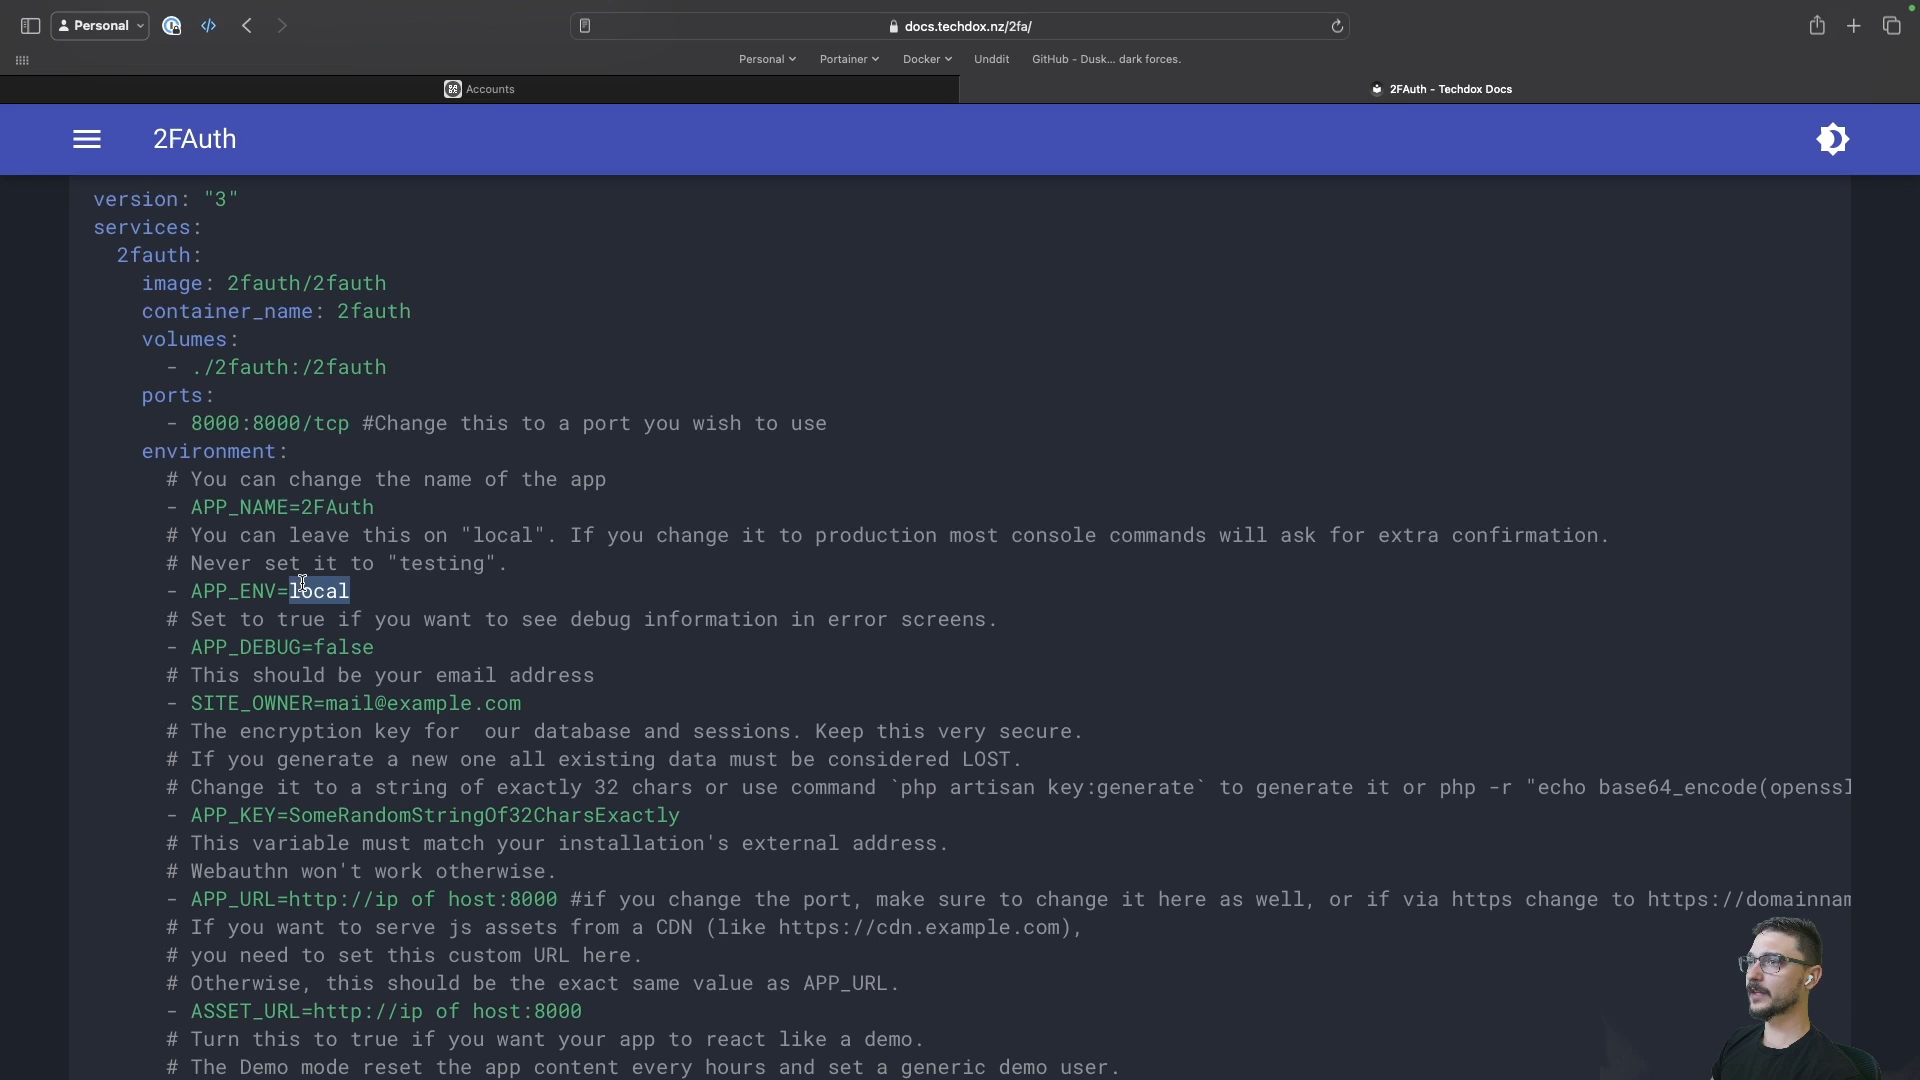 Personal
docs.techdox.nz/2fa/
Personal
Portainer
Docker
Unddit
GitHub - Dusk... dark forces.
Accounts
2FAuth - Techdox Docs
2FAuth
version: "3"
services:
2fauth:
image: 2fauth/2fauth
container_name: 2fauth
volumes:
- ./2fauth:/2fauth
ports:
- 8000:8000/tcp #Change this to a port you wish to use
environment:
# You can change the name of the app
- APP_NAME=2FAuth
# You can leave this on "local". If you change it to production most console commands will ask for extra confirmation.
# Never set it to "testing".
- APP_ENV=local
# Set to true if you want to see debug information in error screens.
- APP_DEBUG=false
# This should be your email address
- SITE_OWNER=mail@example.com
# The encryption key for  our database and sessions. Keep this very secure.
# If you generate a new one all existing data must be considered LOST.
# Change it to a string of exactly 32 chars or use command `php artisan key:generate` to generate it or php -r "echo base64_encode(openssl
- APP_KEY=SomeRandomStringOf32CharsExactly
# This variable must match your installation's external address.
# Webauthn won't work otherwise.
- APP_URL=http://ip of host:8000 #if you change the port, make sure to change it here as well, or if via https change to https://domainnam
# If you want to serve js assets from a CDN (like https://cdn.example.com),
# you need to set this custom URL here.
# Otherwise, this should be the exact same value as APP_URL.
- ASSET_URL=http://ip of host:8000
# Turn this to true if you want your app to react like a demo.
# The Demo mode reset the app content every hours and set a generic demo user.